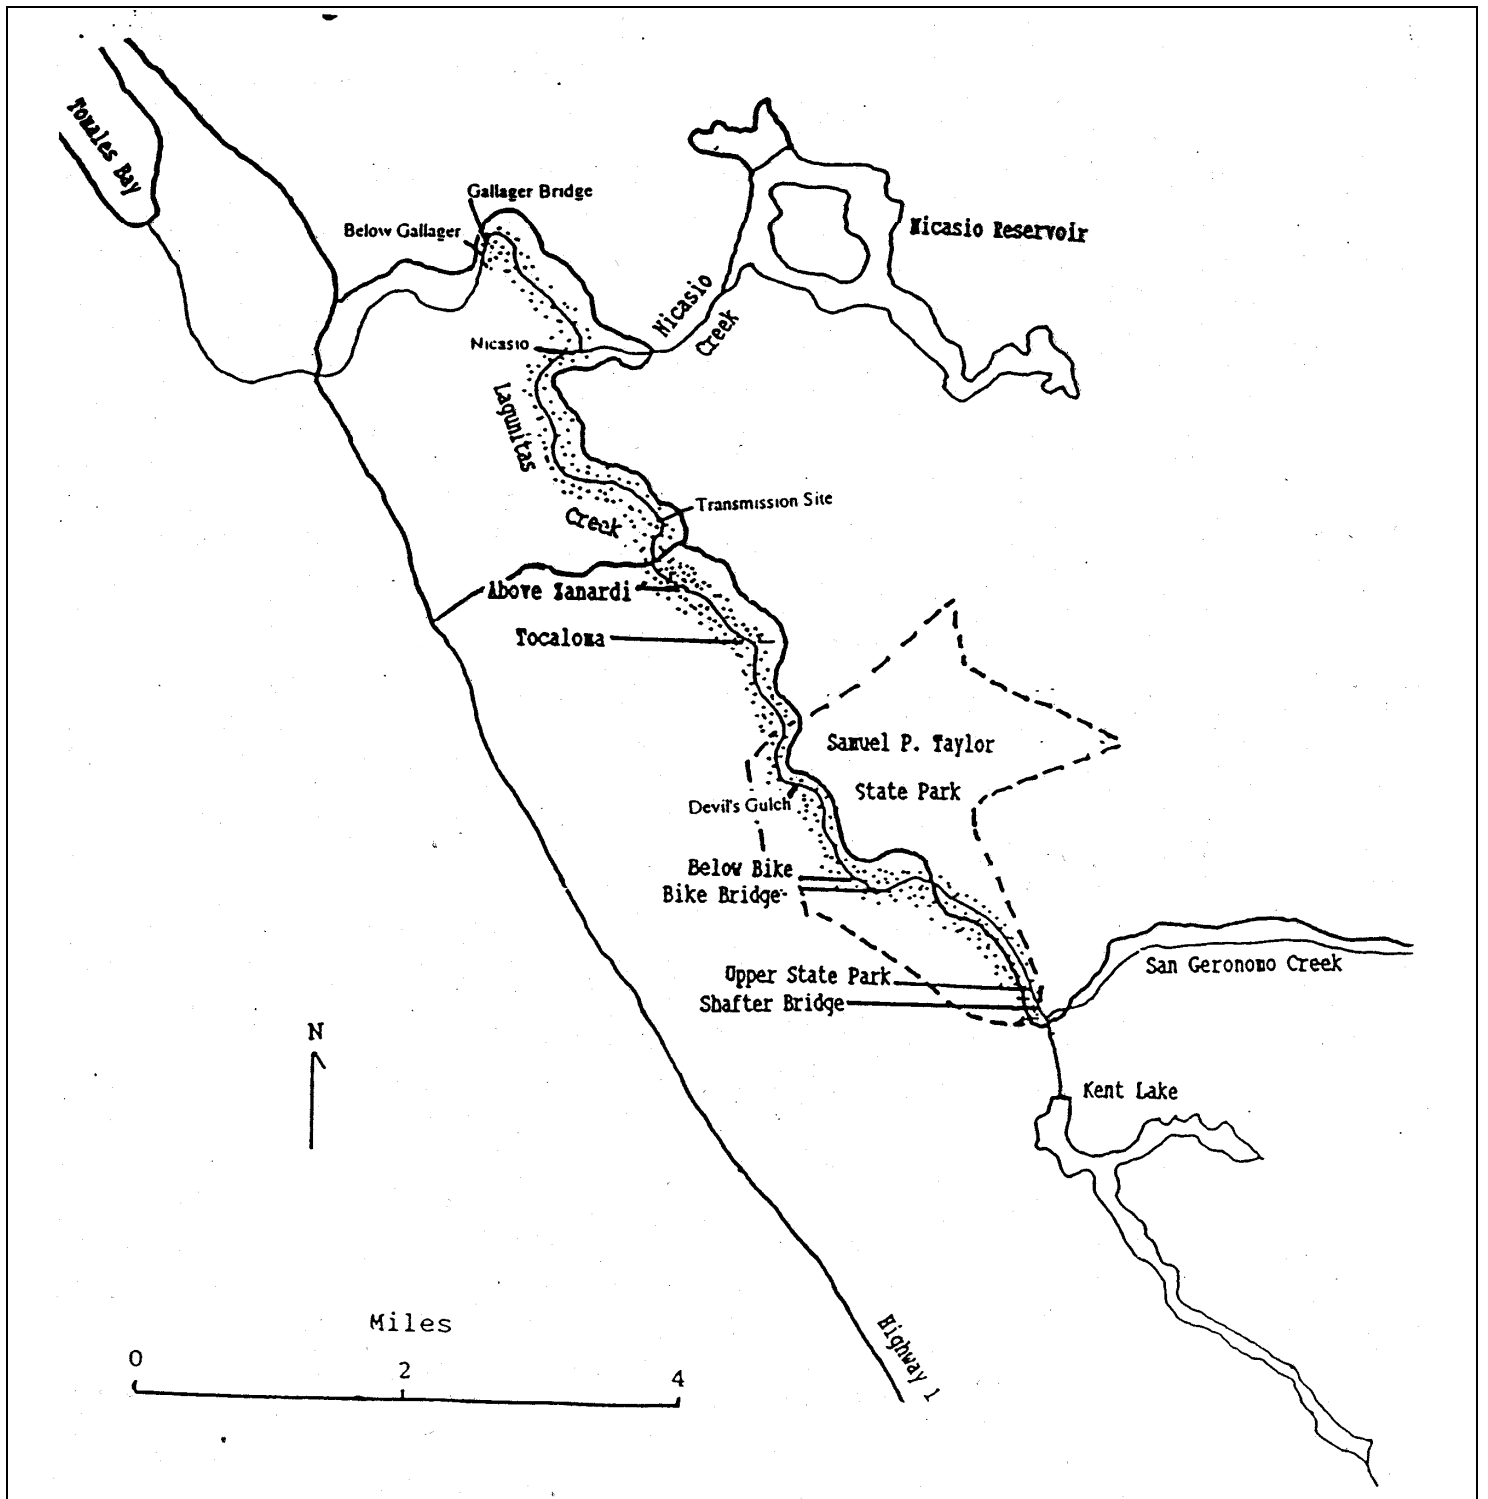 Tomales Bay
Gallager Bridge
Below Gallager
Nicasio Reservoir
Nicasio
Creek
Nicasio
Lagunitas
Creek
Transmission Site
Above Zanardi
Tocaloma
Samuel P. Taylor
State Park
Devil's Gulch
Below Bike
Bike Bridge
San Geronomo Creek
Upper State Park
Shafter Bridge
N
Kent Lake
Highway 1
Miles
0
2
4